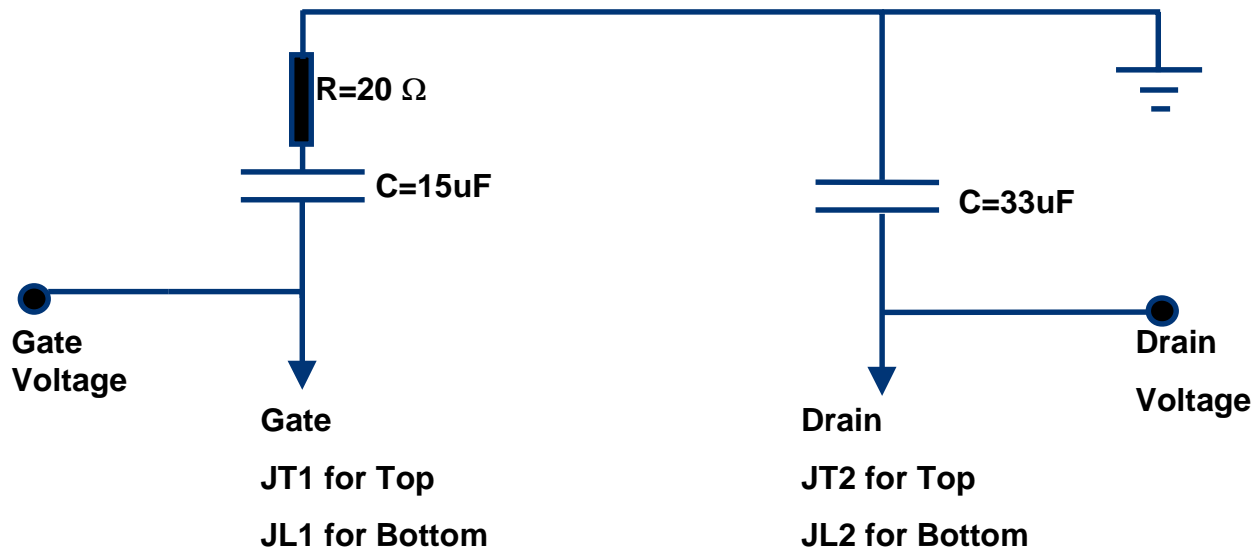 R=20 Ω
C=15uF
C=33uF
Gate
Voltage
Drain
Voltage
Gate
JT1 for Top
JL1 for Bottom
Drain
JT2 for Top
JL2 for Bottom